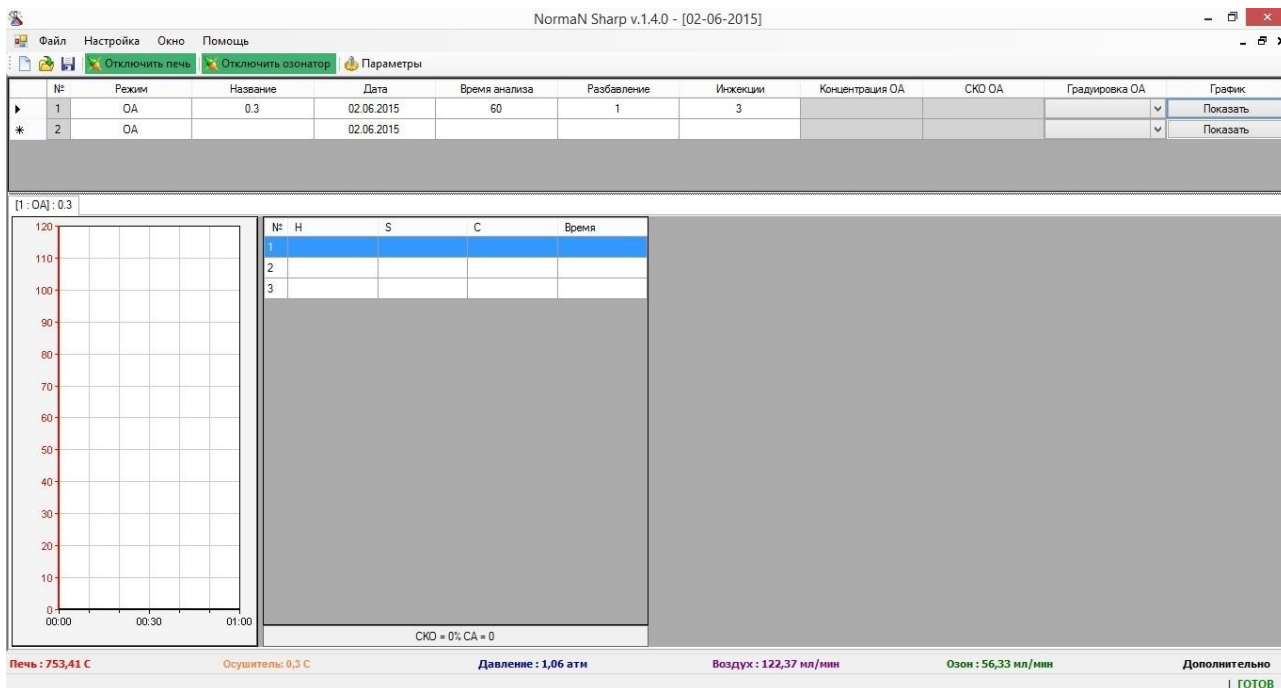 NormaN Sharp v.1.4.0 - [02-06-2015]
Файл Настройка Окно Помощь
Отключить печь Отключить озонатор Параметры
№ Режим Название Дата Время анализа Разбавление Инжекции Концентрация ОА СКО ОА Градуировка ОА График
1 ОА 0.3 02.06.2015 60 1 3 Показать
2 ОА 02.06.2015 Показать
[1 : ОА] : 0.3
№ H S C Время
1
2
3
120
110
100
90
80
70
60
50
40
30
20
10
0
00:00 00:30 01:00
СКО = 0% СА = 0
Печь : 753,41 С Осушитель: 0,3 С Давление : 1,06 атм Воздух : 122,37 мл/мин Озон : 56,33 мл/мин Дополнительно
| ГОТОВ